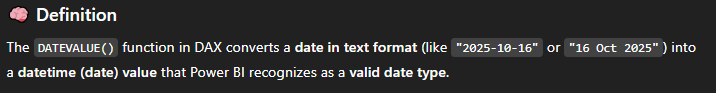 🧠 Definition
The DATEVALUE() function in DAX converts a date in text format (like "2025-10-16" or "16 Oct 2025") into
a datetime (date) value that Power BI recognizes as a valid date type.